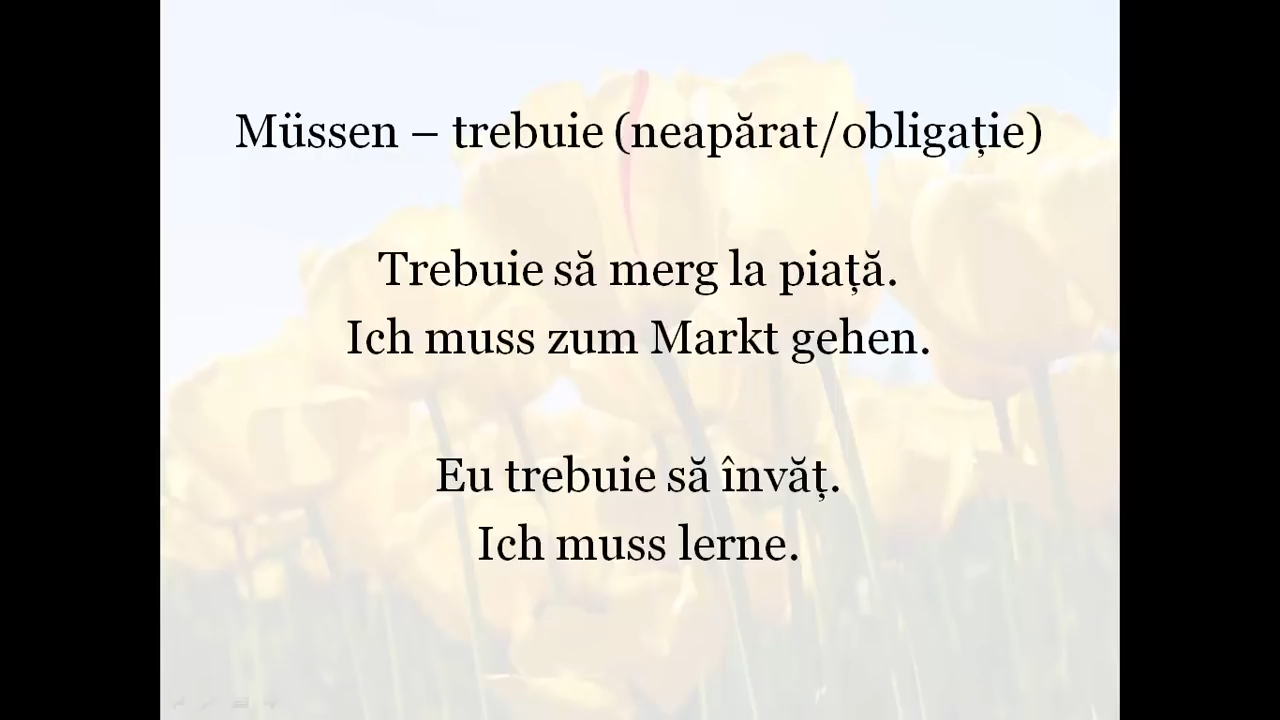 Müssen – trebuie (neapărat/obligație)
Trebuie să merg la piață.
Ich muss zum Markt gehen.
Eu trebuie să învăț.
Ich muss lerne.